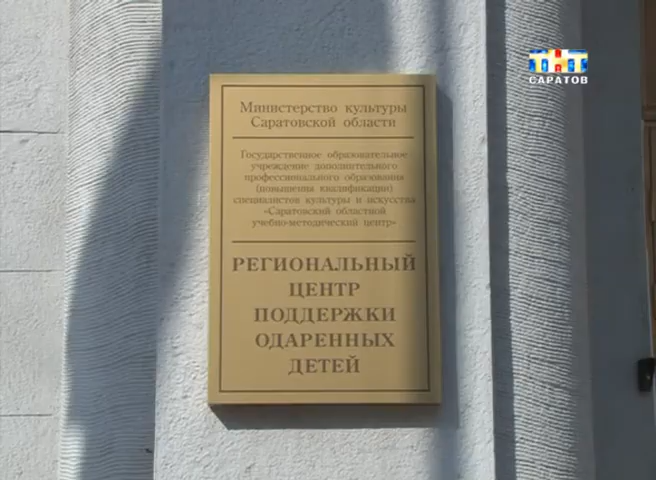 ТНТ
САРАТОВ
Министерство культуры
Саратовской области
Государственное образовательное
учреждение дополнительного
профессионального образования
(повышения квалификации)
специалистов культуры и искусства
«Саратовский областной
учебно-методический центр»
РЕГИОНАЛЬНЫЙ
ЦЕНТР
ПОДДЕРЖКИ
ОДАРЕННЫХ
ДЕТЕЙ